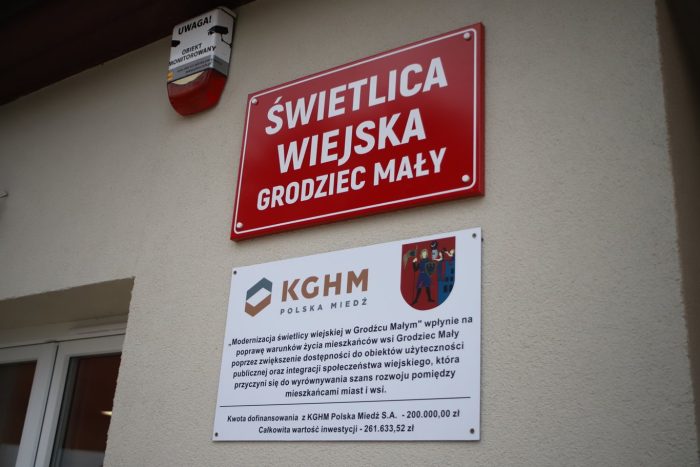 UWAGA!
OBIEKT
MONITOROWANY
ŚWIETLICA
WIEJSKA
GRODZIEC MAŁY
KGHM
POLSKA MIEDŹ
„Modernizacja świetlicy wiejskiej w Grodźcu Małym" wpłynie na
poprawę warunków życia mieszkańców wsi Grodziec Mały
poprzez zwiększenie dostępności do obiektów użyteczności
publicznej oraz integracji społeczeństwa wiejskiego, która
przyczyni się do wyrównywania szans rozwoju pomiędzy
mieszkańcami miast i wsi.
Kwota dofinansowania z KGHM Polska Miedź S.A. - 200.000,00 zł
Całkowita wartość inwestycji - 261.633,52 zł